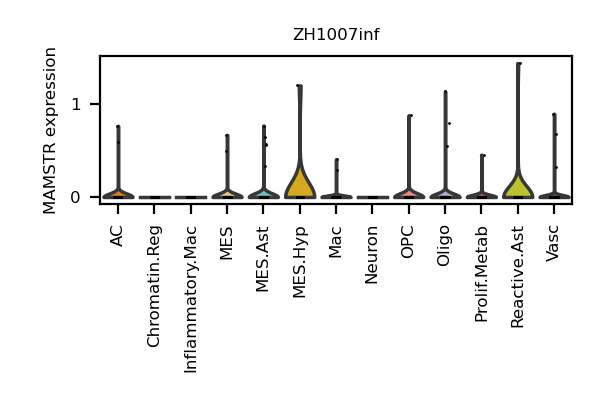 ZH1007inf
MAMSTR expression
1
0
AC
Chromatin.Reg
Inflammatory.Mac
MES
MES.Ast
MES.Hyp
Mac
Neuron
OPC
Oligo
Prolif.Metab
Reactive.Ast
Vasc